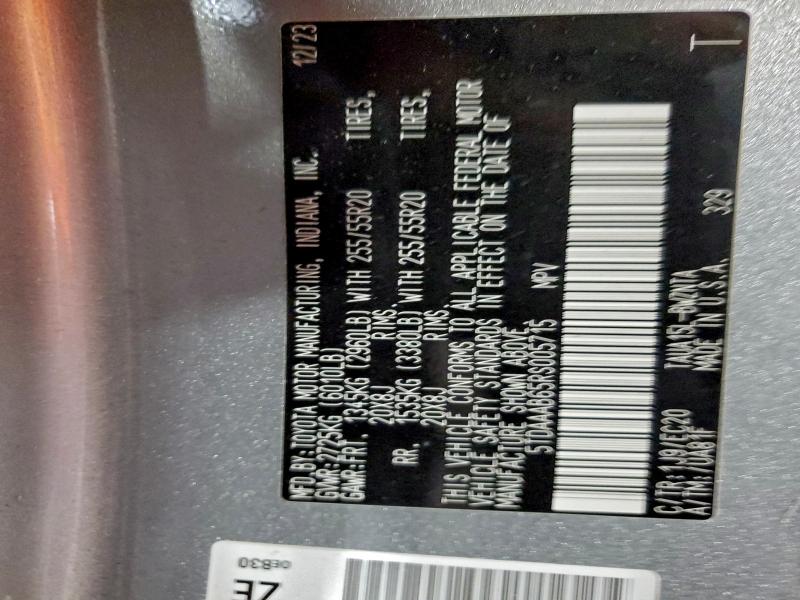 MFD.BY:TOYOTA MOTOR MANUFACTURING, INDIANA, INC. 12/23
GVWR:2725KG (6010LB)
GAWR:FRT. 1345KG (2960LB) WITH 255/55R20 TIRES,
20X8J RIMS.
RR. 1535KG (3380LB) WITH 255/55R20 TIRES,
20X8J RIMS.
THIS VEHICLE CONFORMS TO ALL APPLICABLE FEDERAL MOTOR
VEHICLE SAFETY STANDARDS IN EFFECT ON THE DATE OF
MANUFACTURE SHOWN ABOVE.
5TDAAAB65RS005715 MPV
C/TR:1J9/EC20 329
A/TM:/UA81F MADE IN U.S.A.
T
0EB30
ZE